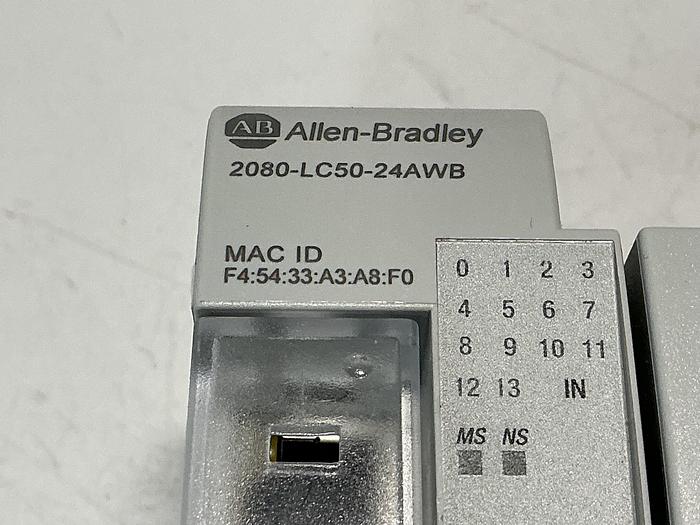 AB Allen-Bradley
2080-LC50-24AWB
MAC ID
F4:54:33:A3:A8:F0
0 1 2 3
4 5 6 7
8 9 10 11
12 13 IN
MS NS